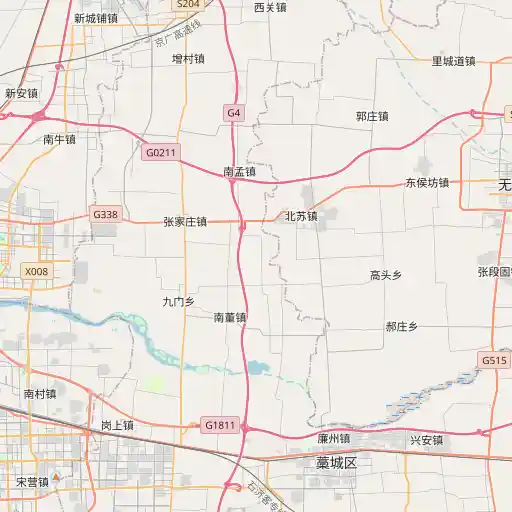 S204
西关镇
新城铺镇
京广高速线
增村镇
里城道镇
新安镇
G4
郭庄镇
S
南牛镇
G0211
南孟镇
东侯坊镇
无
G338
张家庄镇
北苏镇
X008
高头乡
张段固
九门乡
南董镇
郝庄乡
G515
南村镇
岗上镇
G1811
廉州镇
兴安镇
藁城区
宋营镇
石济客专